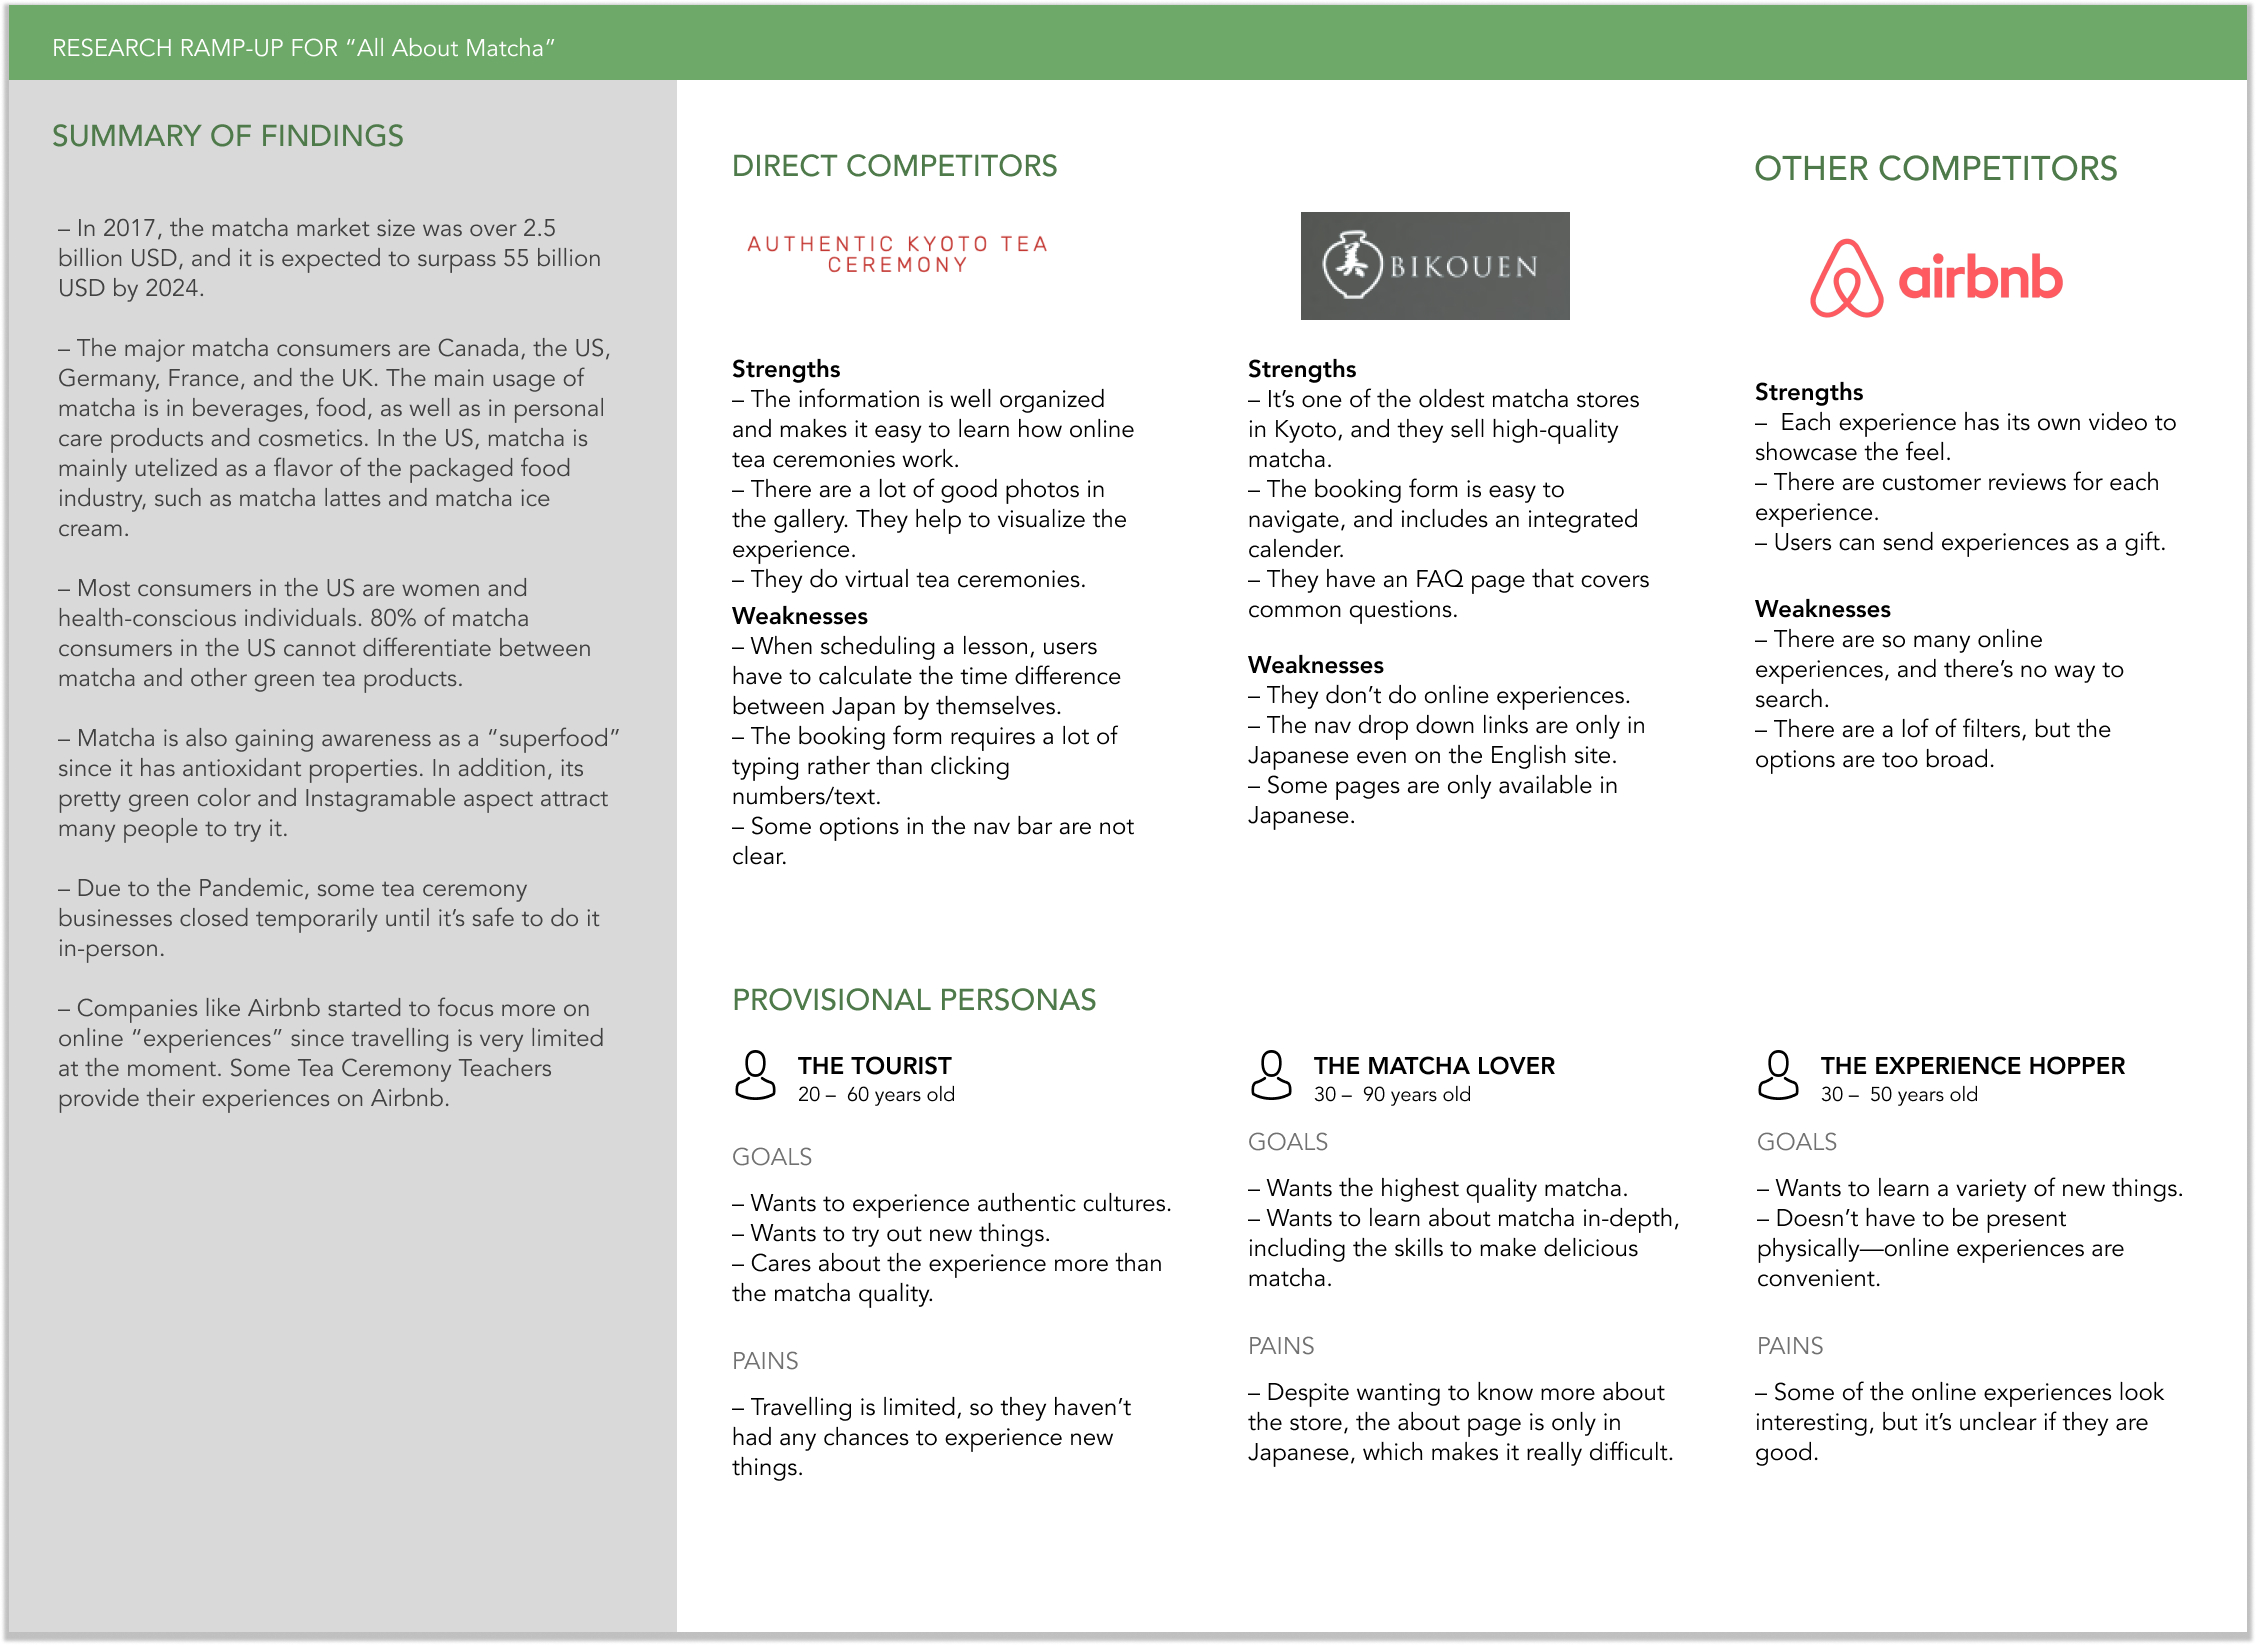 RESEARCH RAMP-UP FOR “All About Matcha”
SUMMARY OF FINDINGS
– In 2017, the matcha market size was over 2.5
billion USD, and it is expected to surpass 55 billion
USD by 2024.
– The major matcha consumers are Canada, the US,
Germany, France, and the UK. The main usage of
matcha is in beverages, food, as well as in personal
care products and cosmetics. In the US, matcha is
mainly utelized as a flavor of the packaged food
industry, such as matcha lattes and matcha ice
cream.
– Most consumers in the US are women and
health-conscious individuals. 80% of matcha
consumers in the US cannot differentiate between
matcha and other green tea products.
– Matcha is also gaining awareness as a “superfood”
since it has antioxidant properties. In addition, its
pretty green color and Instagramable aspect attract
many people to try it.
– Due to the Pandemic, some tea ceremony
businesses closed temporarily until it’s safe to do it
in-person.
– Companies like Airbnb started to focus more on
online “experiences” since travelling is very limited
at the moment. Some Tea Ceremony Teachers
provide their experiences on Airbnb.
DIRECT COMPETITORS
AUTHENTIC KYOTO TEA
CEREMONY
Strengths
– The information is well organized
and makes it easy to learn how online
tea ceremonies work.
– There are a lot of good photos in
the gallery. They help to visualize the
experience.
– They do virtual tea ceremonies.
Weaknesses
– When scheduling a lesson, users
have to calculate the time difference
between Japan by themselves.
– The booking form requires a lot of
typing rather than clicking
numbers/text.
– Some options in the nav bar are not
clear.
美 BIKOUEN
Strengths
– It’s one of the oldest matcha stores
in Kyoto, and they sell high-quality
matcha.
– The booking form is easy to
navigate, and includes an integrated
calender.
– They have an FAQ page that covers
common questions.
Weaknesses
– They don’t do online experiences.
– The nav drop down links are only in
Japanese even on the English site.
– Some pages are only available in
Japanese.
OTHER COMPETITORS
airbnb
Strengths
– Each experience has its own video to
showcase the feel.
– There are customer reviews for each
experience.
– Users can send experiences as a gift.
Weaknesses
– There are so many online
experiences, and there’s no way to
search.
– There are a lof of filters, but the
options are too broad.
PROVISIONAL PERSONAS
THE TOURIST
20 – 60 years old
GOALS
– Wants to experience authentic cultures.
– Wants to try out new things.
– Cares about the experience more than
the matcha quality.
PAINS
– Travelling is limited, so they haven’t
had any chances to experience new
things.
THE MATCHA LOVER
30 – 90 years old
GOALS
– Wants the highest quality matcha.
– Wants to learn about matcha in-depth,
including the skills to make delicious
matcha.
PAINS
– Despite wanting to know more about
the store, the about page is only in
Japanese, which makes it really difficult.
THE EXPERIENCE HOPPER
30 – 50 years old
GOALS
– Wants to learn a variety of new things.
– Doesn’t have to be present
physically—online experiences are
convenient.
PAINS
– Some of the online experiences look
interesting, but it’s unclear if they are
good.